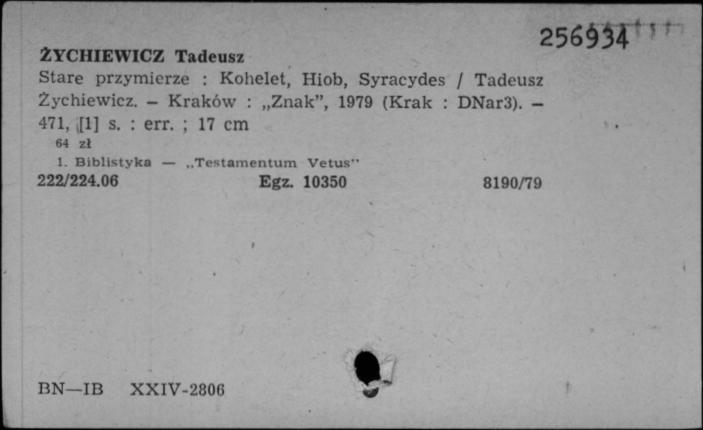 256934
ŻYCHIEWICZ Tadeusz
Stare przymierze : Kohelet, Hiob, Syracydes / Tadeusz
Żychiewicz. — Kraków : „Znak”, 1979 (Krak : DNar3). —
471, [1] s. : err. ; 17 cm
64 zł
1. Biblistyka — „Testamentum Vetus”
222/224.06 Egz. 10350 8190/79
BN—IB XXIV-2806